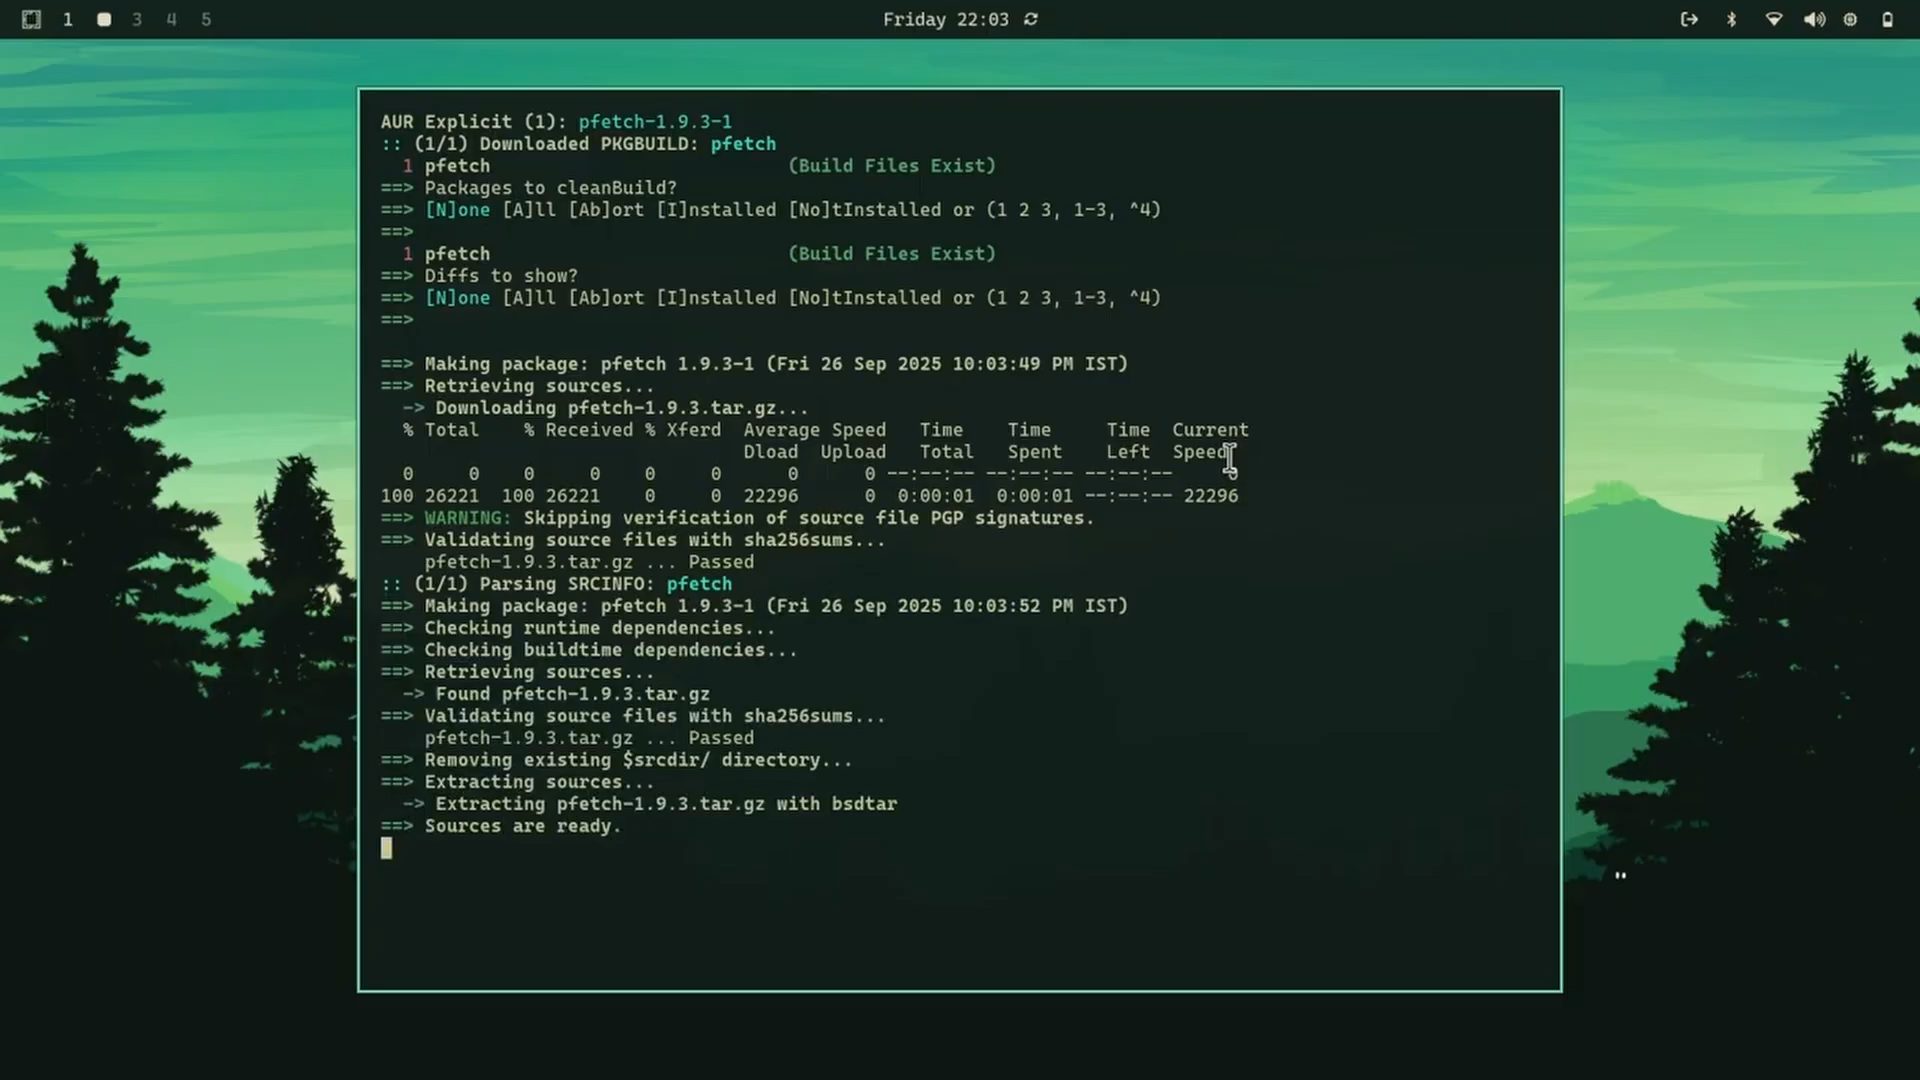 1 3 4 5 Friday 22:03
AUR Explicit (1): pfetch-1.9.3-1
:: (1/1) Downloaded PKGBUILD: pfetch
1 pfetch (Build Files Exist)
==> Packages to cleanBuild?
==> [N]one [A]ll [Ab]ort [I]nstalled [No]tInstalled or (1 2 3, 1-3, ^4)
==>
1 pfetch (Build Files Exist)
==> Diffs to show?
==> [N]one [A]ll [Ab]ort [I]nstalled [No]tInstalled or (1 2 3, 1-3, ^4)
==>
==> Making package: pfetch 1.9.3-1 (Fri 26 Sep 2025 10:03:49 PM IST)
==> Retrieving sources...
-> Downloading pfetch-1.9.3.tar.gz...
% Total % Received % Xferd Average Speed Time Time Time Current
Dload Upload Total Spent Left Speed
0 0 0 0 0 0 0 0 --:--:-- --:--:-- --:--:-- 0
100 26221 100 26221 0 0 22296 0 0:00:01 0:00:01 --:--:-- 22296
==> WARNING: Skipping verification of source file PGP signatures.
==> Validating source files with sha256sums...
pfetch-1.9.3.tar.gz ... Passed
:: (1/1) Parsing SRCINFO: pfetch
==> Making package: pfetch 1.9.3-1 (Fri 26 Sep 2025 10:03:52 PM IST)
==> Checking runtime dependencies...
==> Checking buildtime dependencies...
==> Retrieving sources...
-> Found pfetch-1.9.3.tar.gz
==> Validating source files with sha256sums...
pfetch-1.9.3.tar.gz ... Passed
==> Removing existing $srcdir/ directory...
==> Extracting sources...
-> Extracting pfetch-1.9.3.tar.gz with bsdtar
==> Sources are ready.